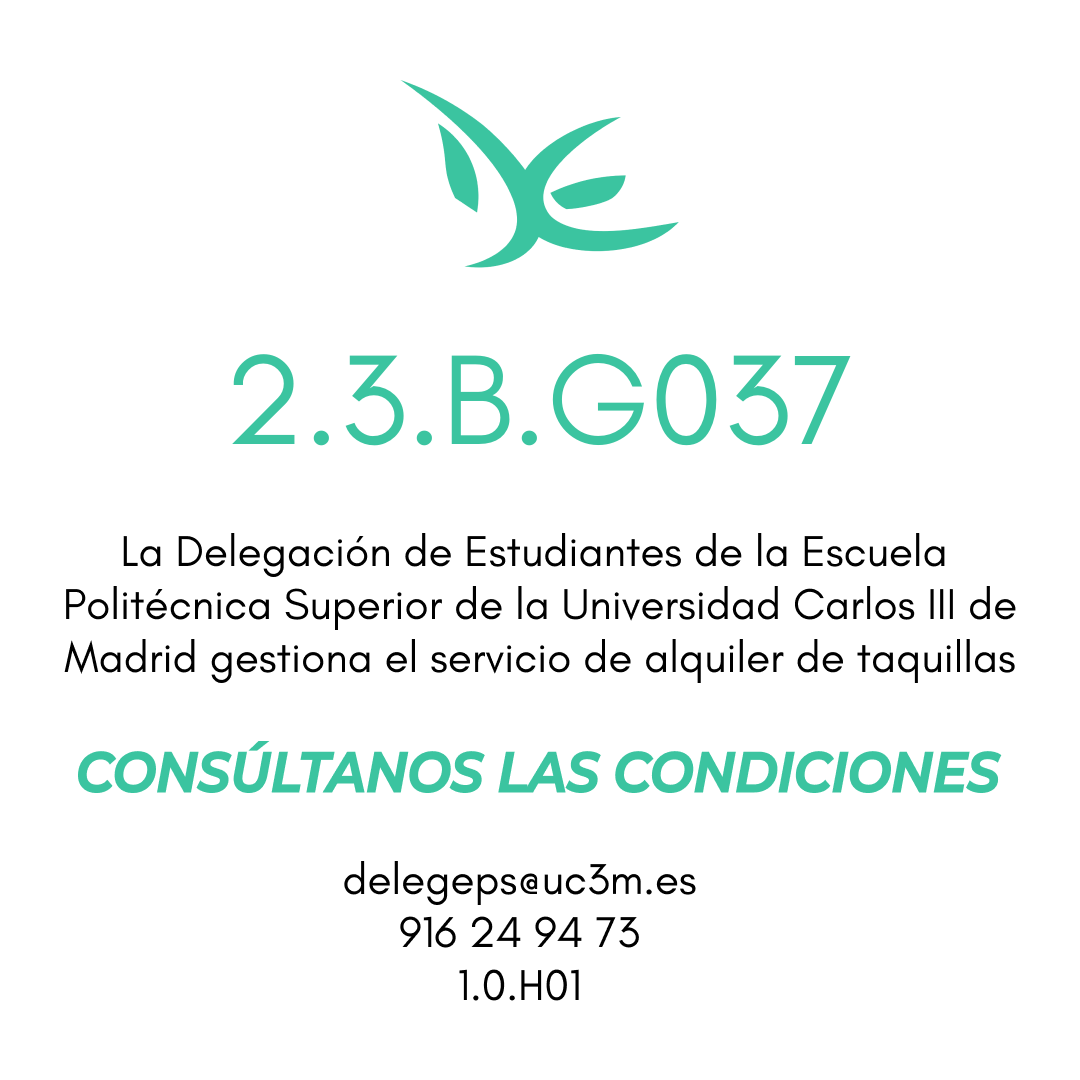 2.3.B.G037
La Delegación de Estudiantes de la Escuela
Politécnica Superior de la Universidad Carlos III de
Madrid gestiona el servicio de alquiler de taquillas
CONSÚLTANOS LAS CONDICIONES
delegeps@uc3m.es
916 24 94 73
1.0.H01